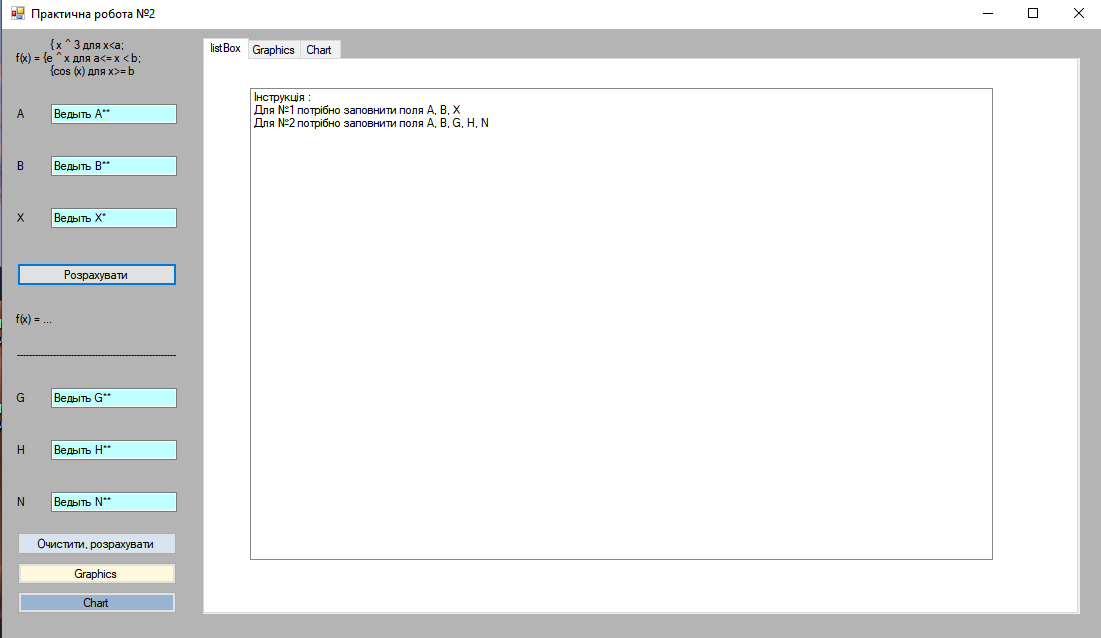 Практична робота №2
{ x ^ 3 для x<a;
f(x) = {e ^ x для a<= x < b;
{cos (x) для x>= b
A
Ведыть A**
B
Ведыть B**
X
Ведыть X*
Розрахувати
f(x) = ...
--------------------------------------------------
G
Ведыть G**
H
Ведыть H**
N
Ведыть N**
Очистити, розрахувати
Graphics
Chart
listBox
Graphics
Chart
Інструкція :
Для №1 потрібно заповнити поля A, B, X
Для №2 потрібно заповнити поля A, B, G, H, N